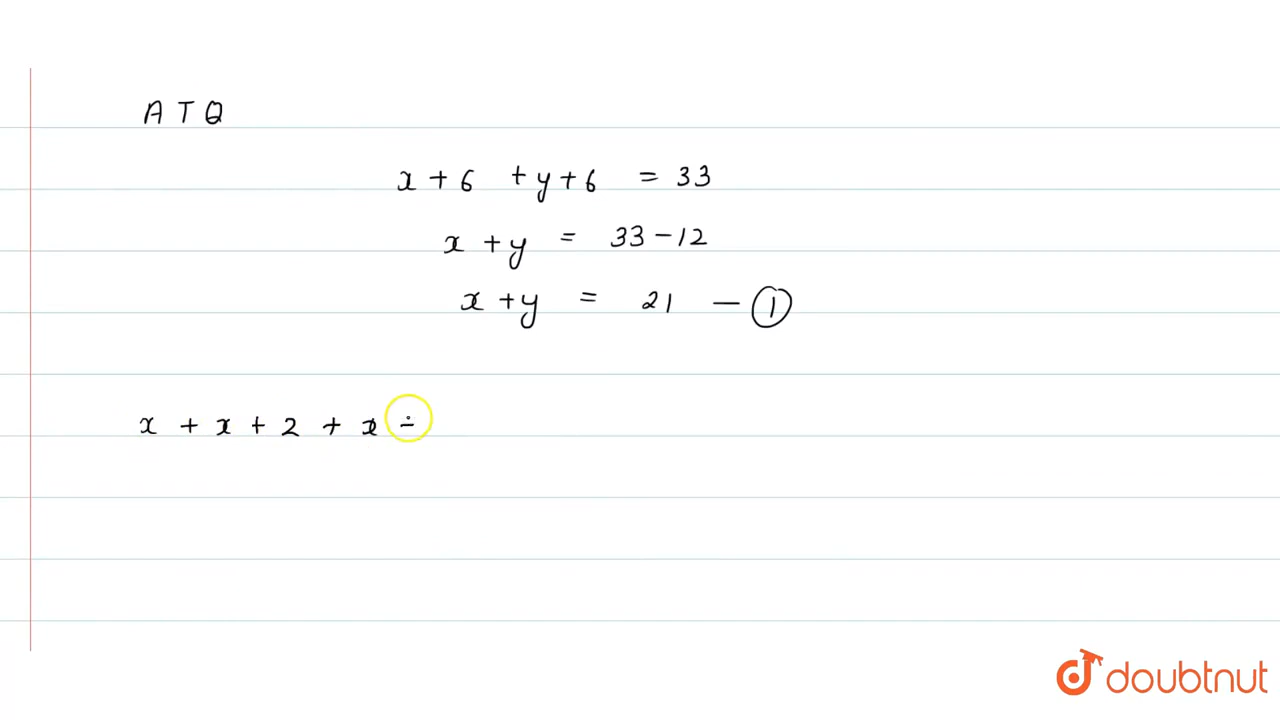 A T Q
x + 6 + y + 6 = 33
x + y = 33 - 12
x + y = 21 — ①
x + x + 2 + x
doubtnut